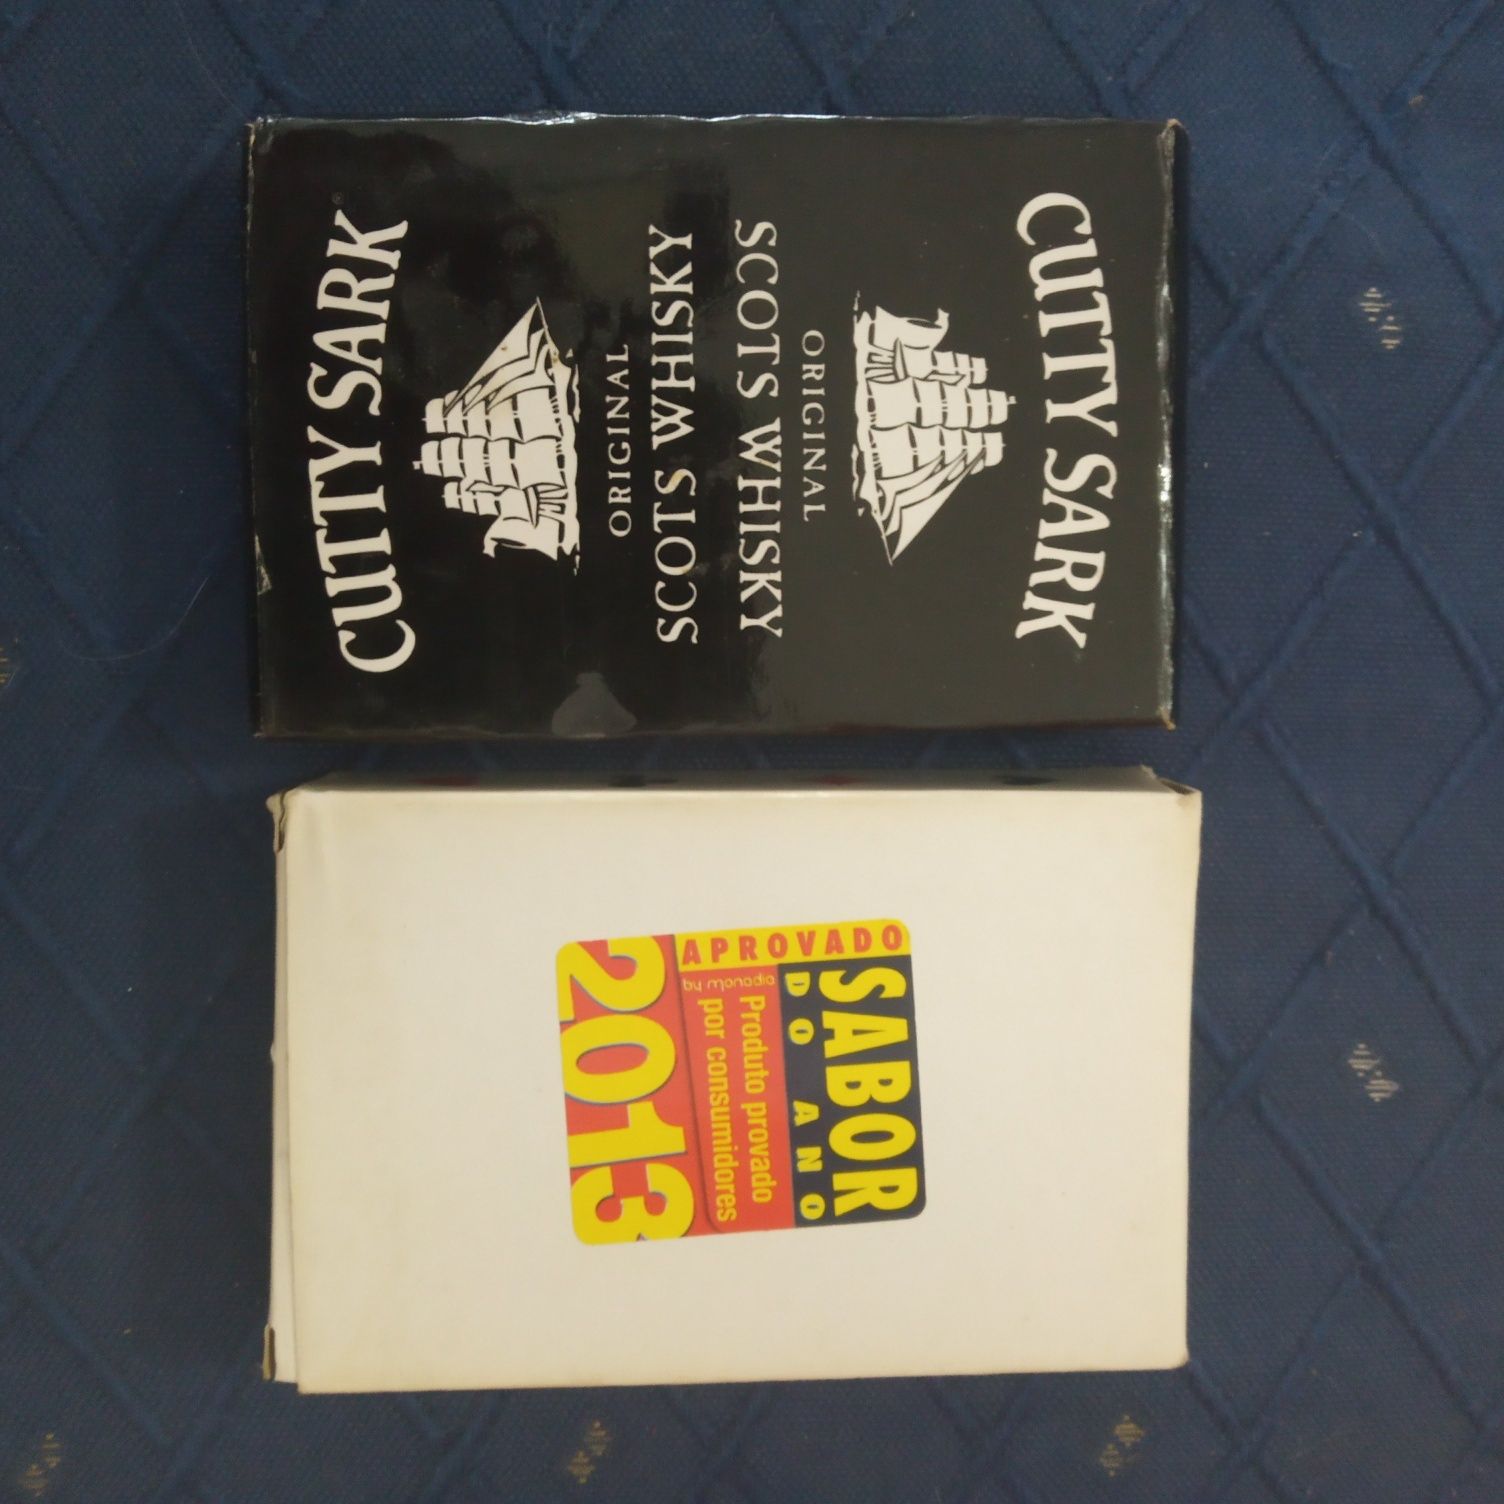 CUTTY SARK
ORIGINAL
SCOTS WHISKY
CUTTY SARK
ORIGINAL
SCOTS WHISKY
APROVADO
SABOR
DO ANO
by monadia
Produto provado
por consumidores
2013